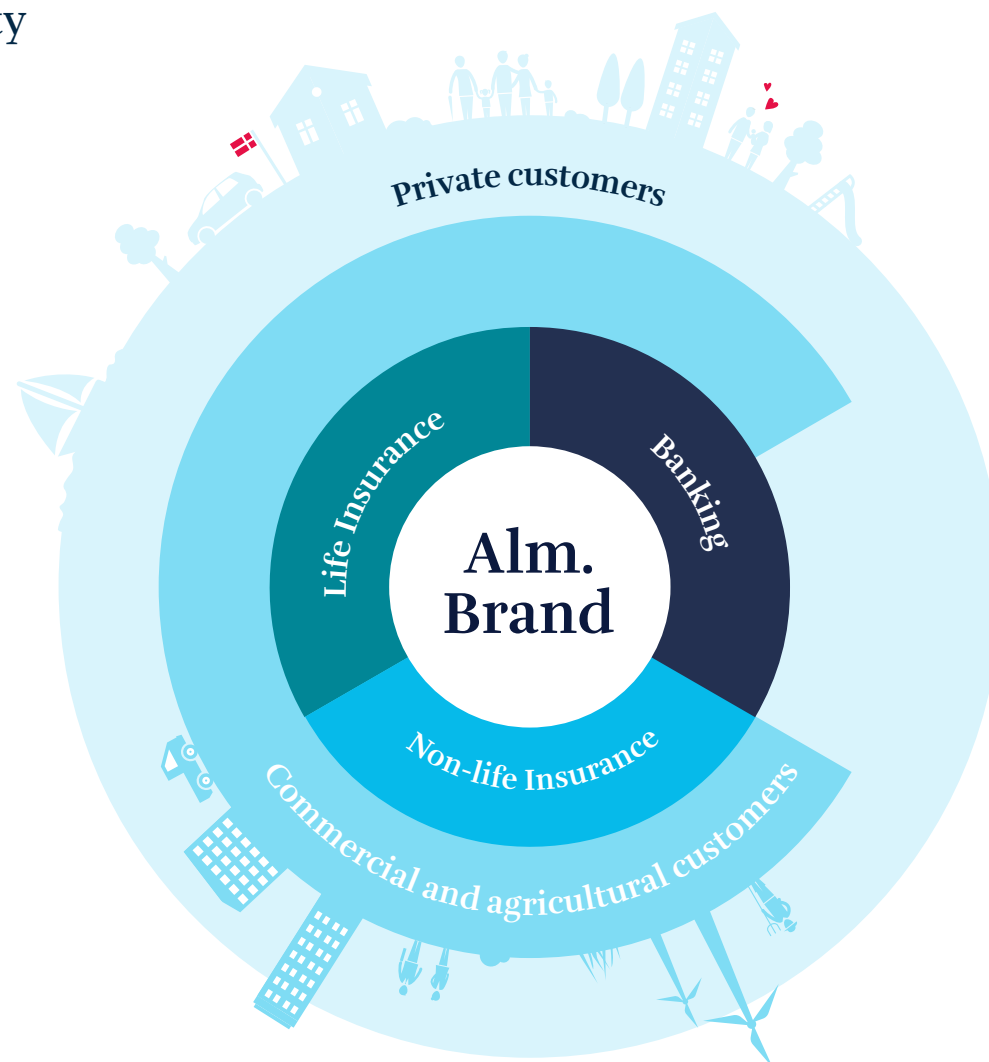 Private customers
Life Insurance
Banking
Alm.
Brand
Non-life Insurance
Commercial and agricultural customers